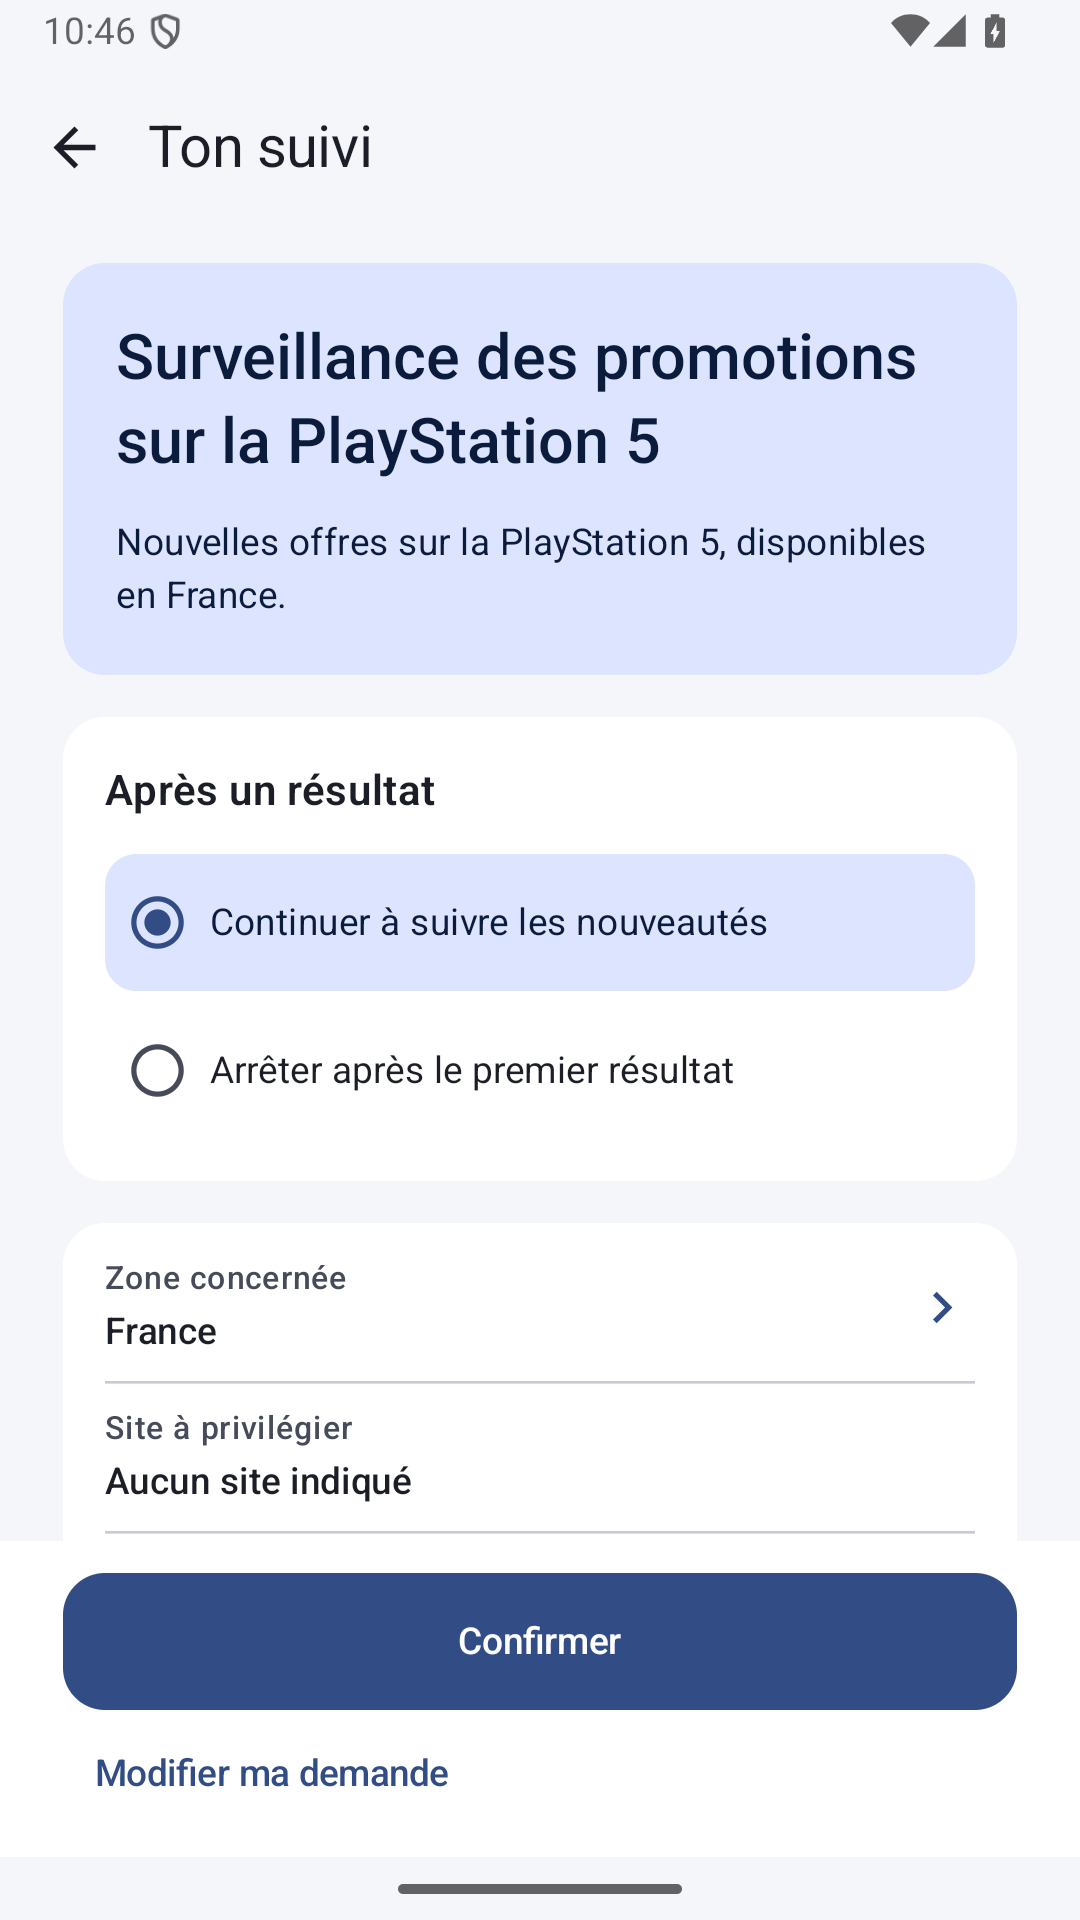 10:46
Ton suivi
Surveillance des promotions
sur la PlayStation 5
Nouvelles offres sur la PlayStation 5, disponibles
en France.
Après un résultat
Continuer à suivre les nouveautés
Arrêter après le premier résultat
Zone concernée
France
Site à privilégier
Aucun site indiqué
Confirmer
Modifier ma demande